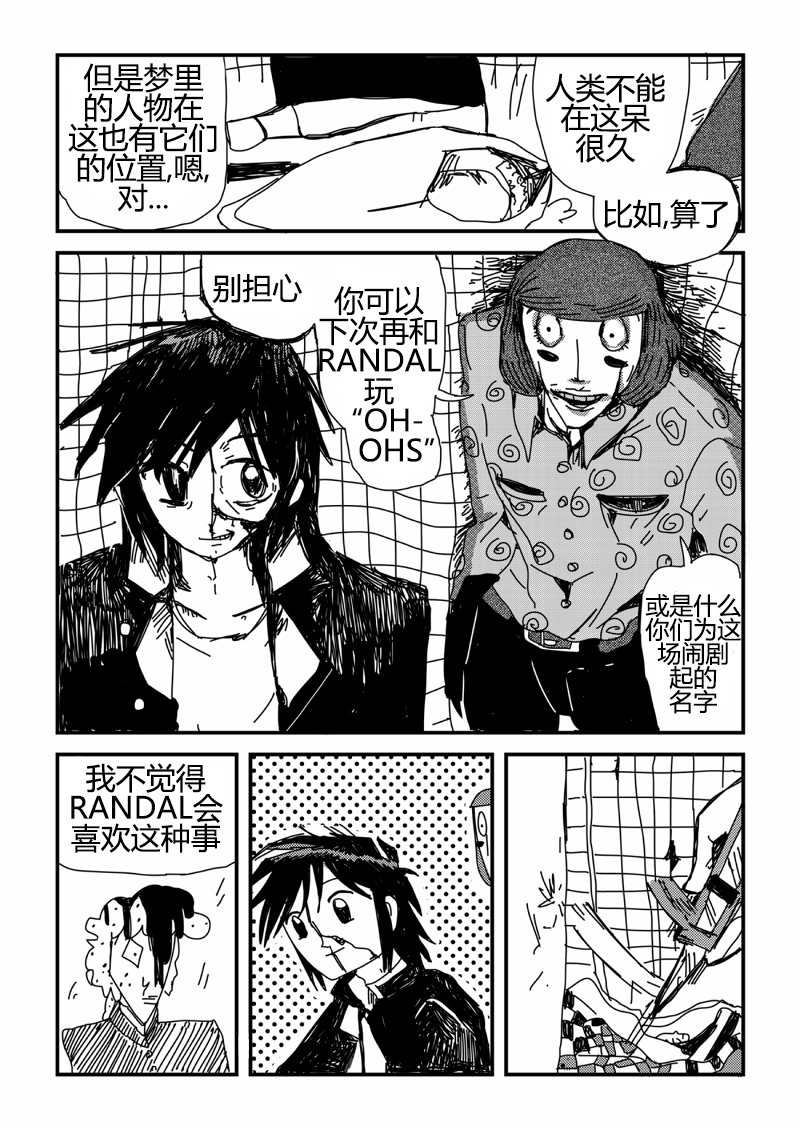 但是梦里
的人物在
这也有它们
的位置,嗯,
对...
人类不能
在这呆
很久
比如,算了
别担心
你可以
下次再和
RANDAL
玩
“OH-
OHS”
或是什么
你们为这
场闹剧
起的
名字
我不觉得
RANDAL会
喜欢这种事